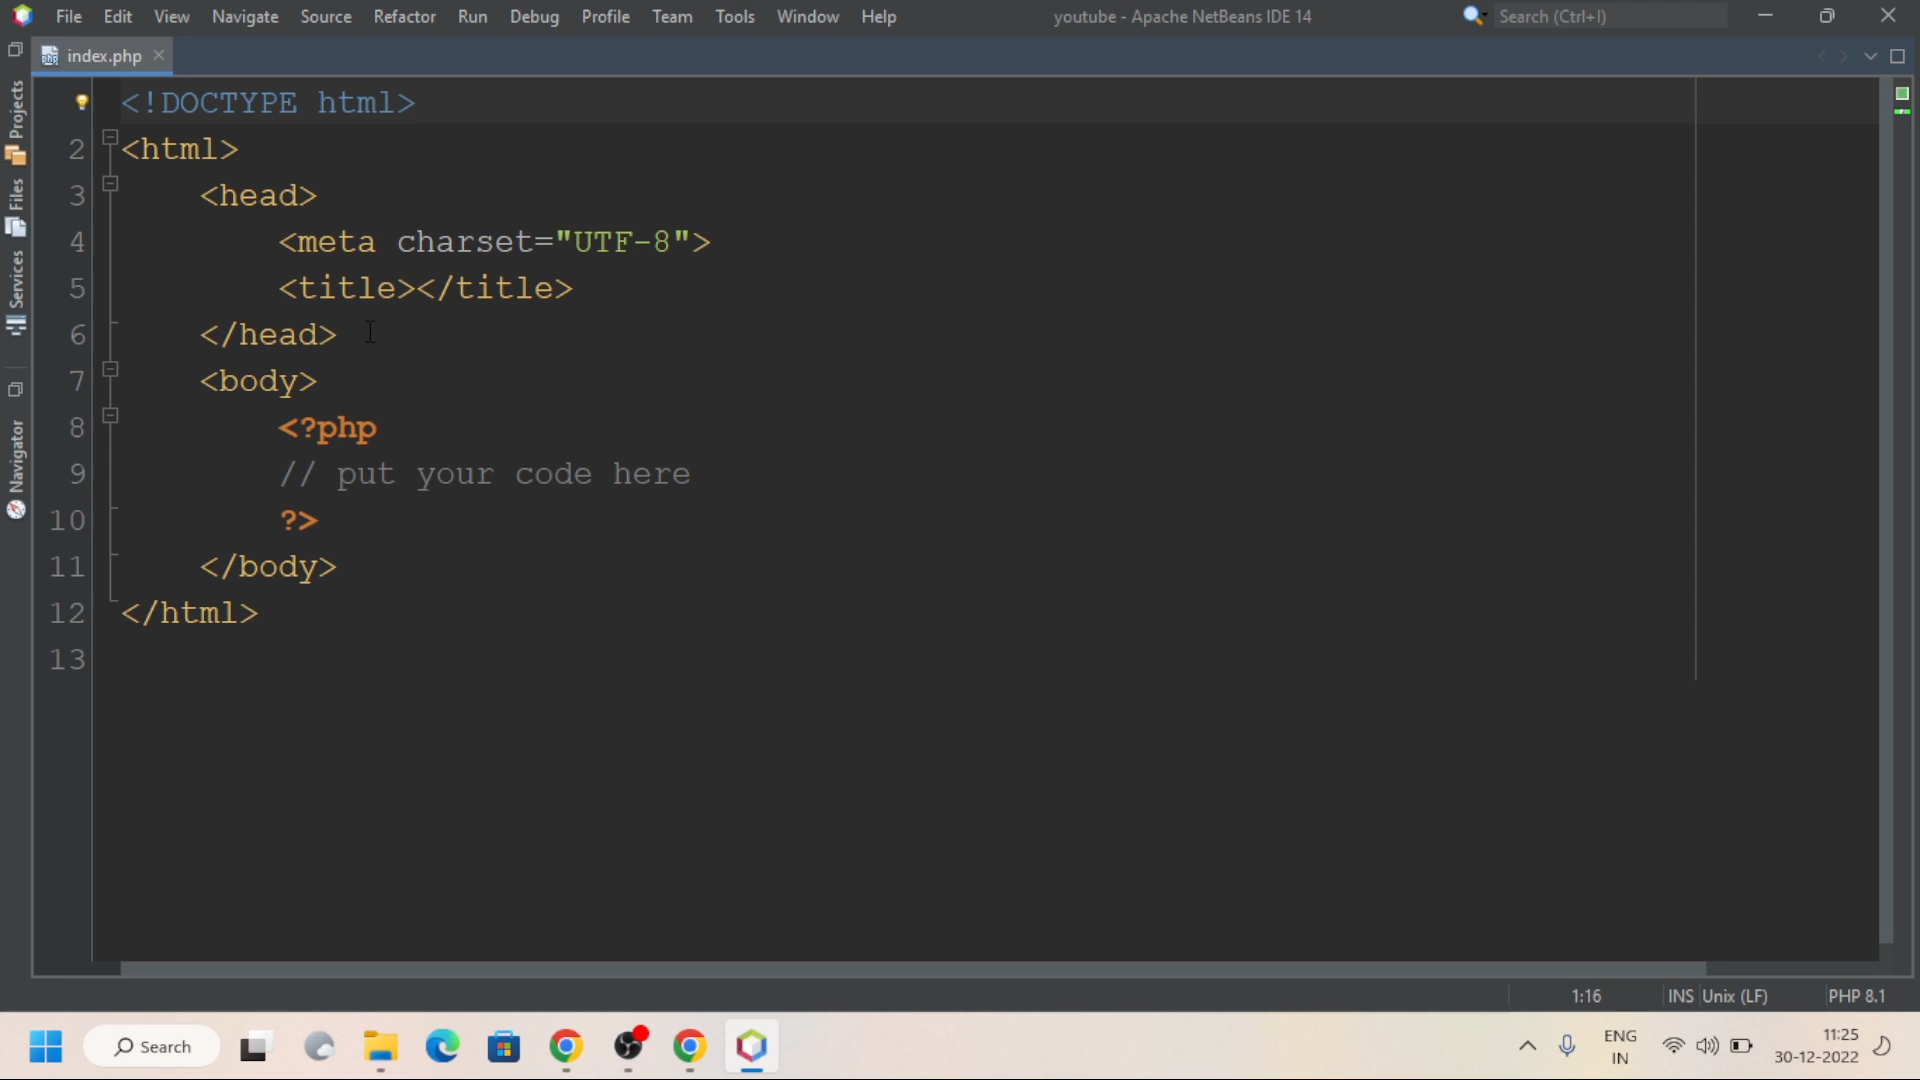 File Edit View Navigate Source Refactor Run Debug Profile Team Tools Window Help youtube - Apache NetBeans IDE 14 Search (Ctrl+I)
index.php
Projects
Files
Services
Navigator
<!DOCTYPE html>
2 <html>
3 <head>
4 <meta charset="UTF-8">
5 <title></title>
6 </head>
7 <body>
8 <?php
9 // put your code here
10 ?>
11 </body>
12 </html>
13
1:16 INS Unix (LF) PHP 8.1
Search ENG 11:25
IN 30-12-2022